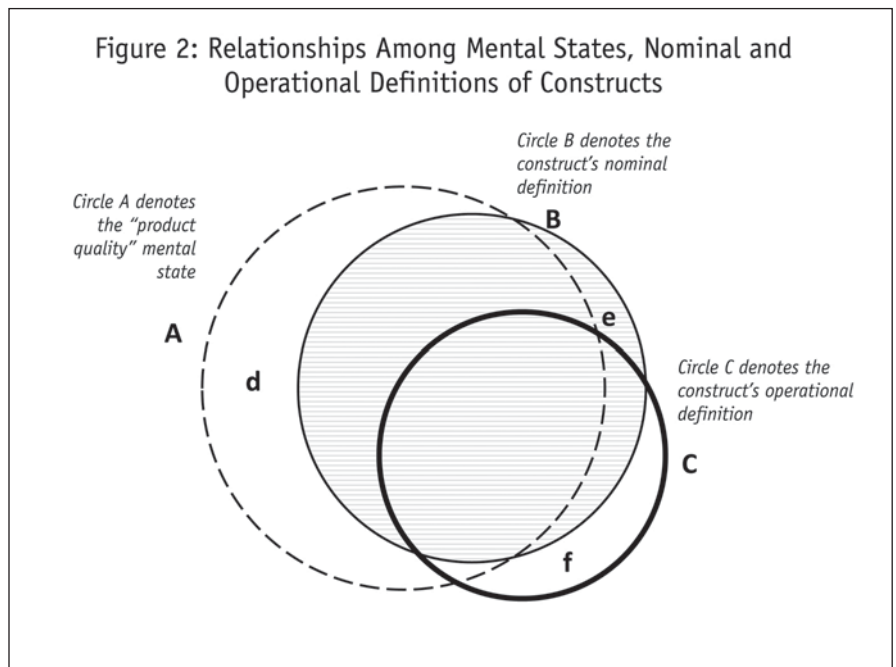 Figure 2: Relationships Among Mental States, Nominal and
Operational Definitions of Constructs
Circle B denotes the
construct's nominal
definition
Circle A denotes
the “product
quality” mental
state
B
A
e
d
Circle C denotes the
construct's operational
definition
C
f